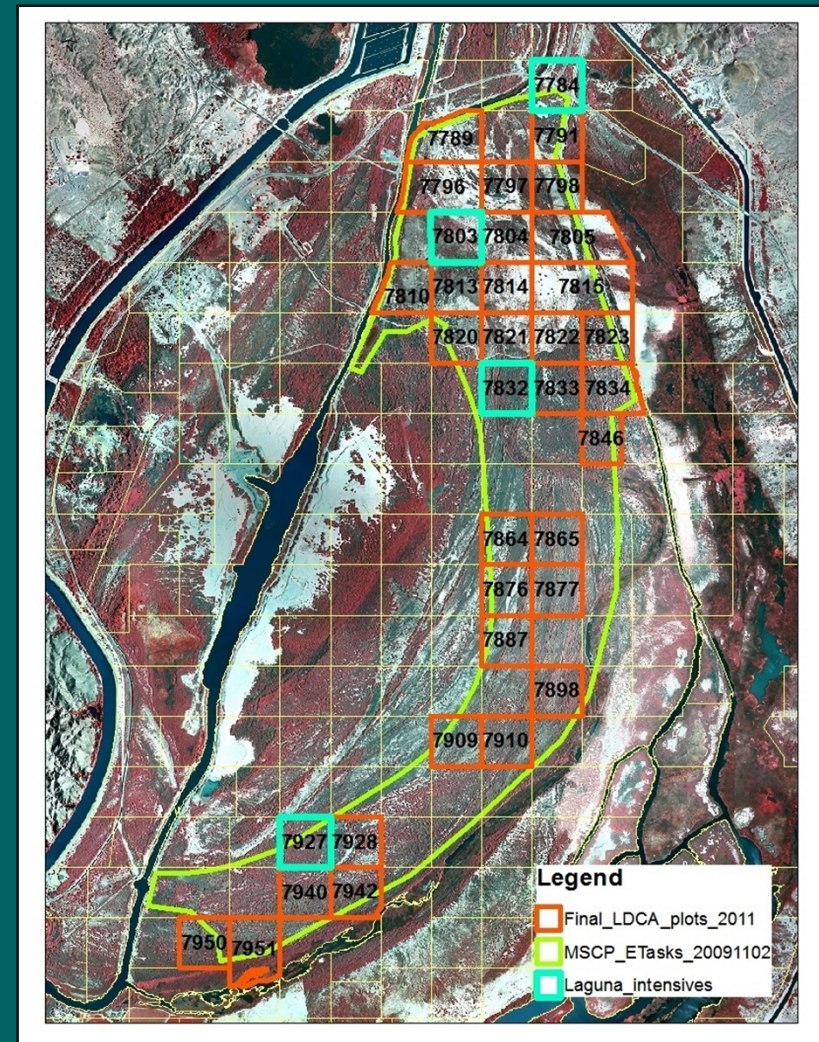 7784
7789 7791
7796 7797 7798
7803 7804 7805
7810 7813 7814 7815
7820 7821 7822 7823
7832 7833 7834
7846
7864 7865
7876 7877
7887
7898
7909 7910
7927 7928
7940 7942
7950 7951
Legend
Final_LDCA_plots_2011
MSCP_ETasks_20091102
Laguna_intensives